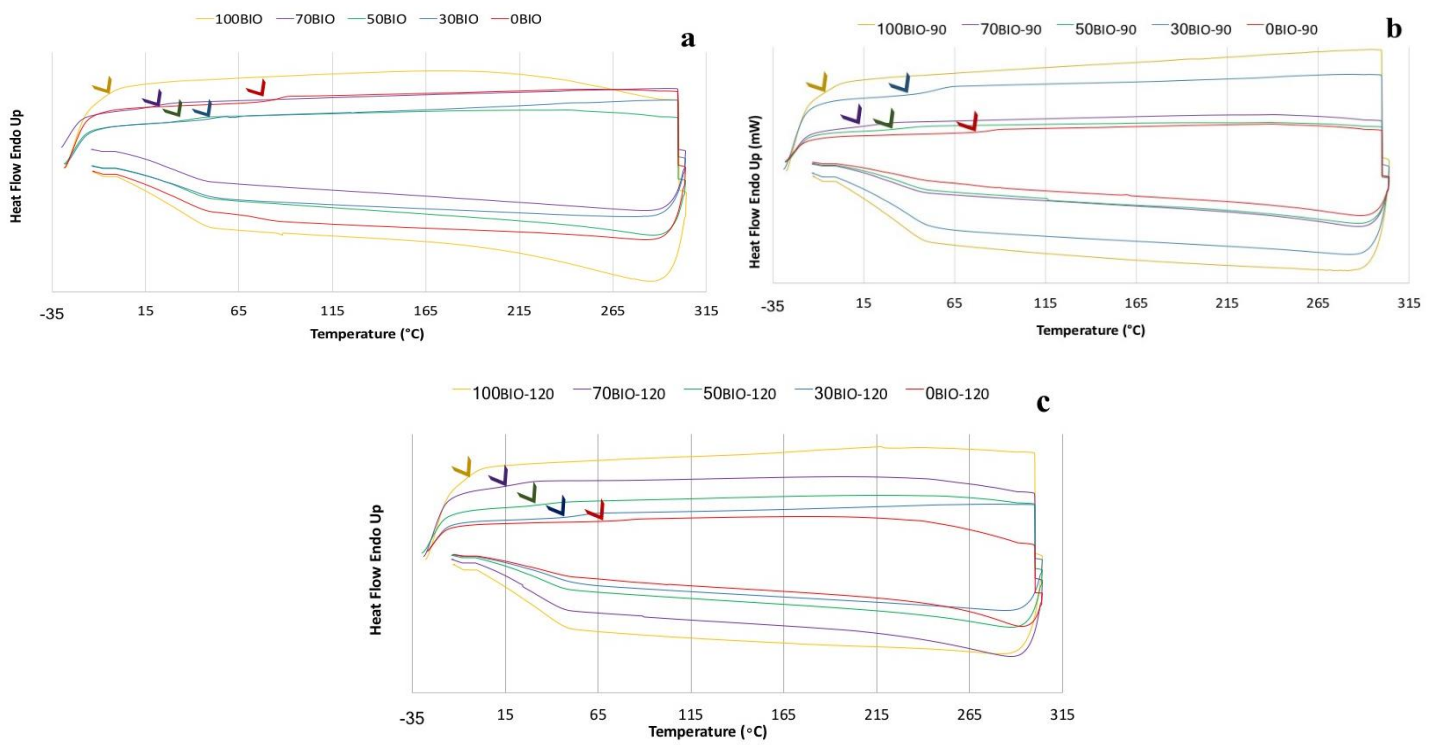 100BIO 70BIO 50BIO 30BIO 0BIO
a
Heat Flow Endo Up
-35 15 65 115 165 215 265 315
Temperature (°C)
100BIO-90 70BIO-90 50BIO-90 30BIO-90 0BIO-90
b
Heat Flow Endo Up (mW)
-35 15 65 115 165 215 265 315
Temperature (°C)
100BIO-120 70BIO-120 50BIO-120 30BIO-120 0BIO-120
c
Heat Flow Endo Up
-35 15 65 115 165 215 265 315
Temperature (°C)